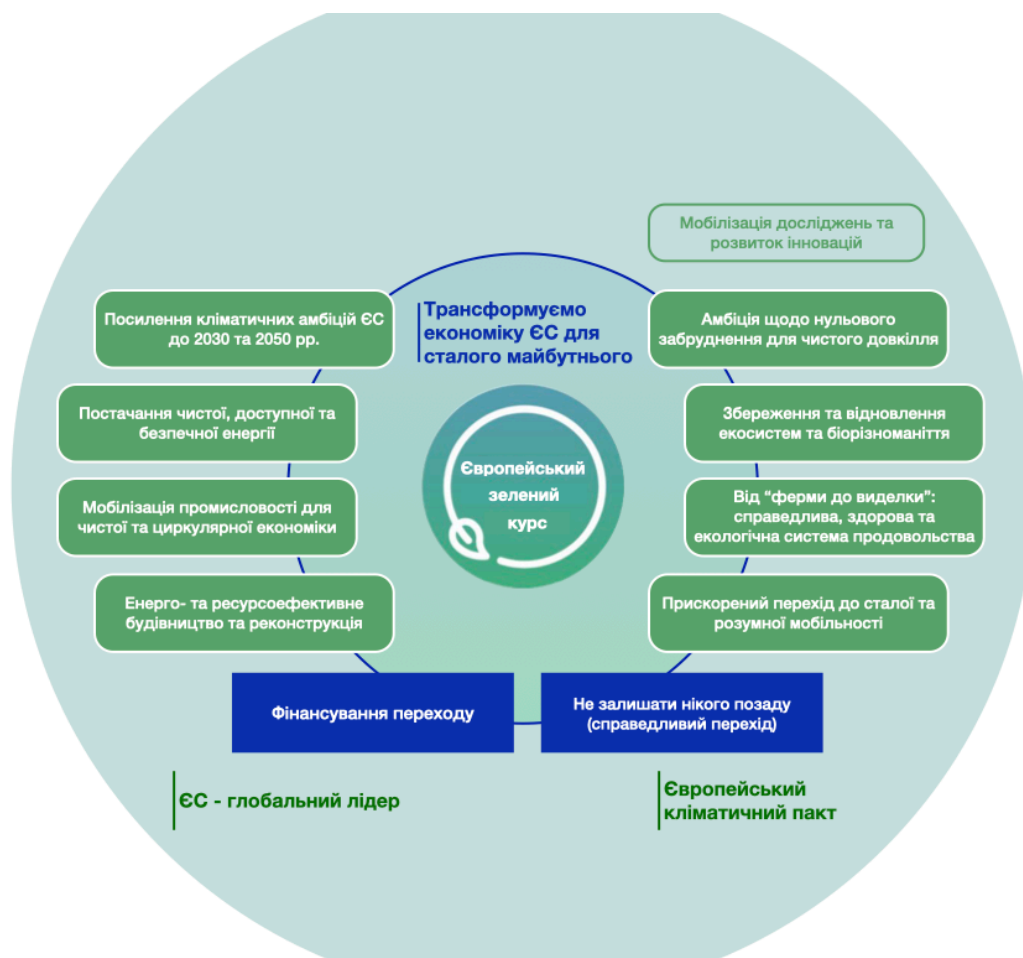 Мобілізація досліджень та
розвиток інновацій
Трансформуємо
економіку ЄС для
сталого майбутнього
Посилення кліматичних амбіцій ЄС
до 2030 та 2050 рр.
Амбіція щодо нульового
забруднення для чистого довкілля
Постачання чистої, доступної та
безпечної енергії
Збереження та відновлення
екосистем та біорізноманіття
Європейський
зелений
курс
Мобілізація промисловості для
чистої та циркулярної економіки
Від “ферми до виделки”:
справедлива, здорова та
екологічна система продовольства
Енерго- та ресурсоефективне
будівництво та реконструкція
Прискорений перехід до сталої та
розумної мобільності
Фінансування переходу
Не залишати нікого позаду
(справедливий перехід)
ЄС - глобальний лідер
Європейський
кліматичний пакт